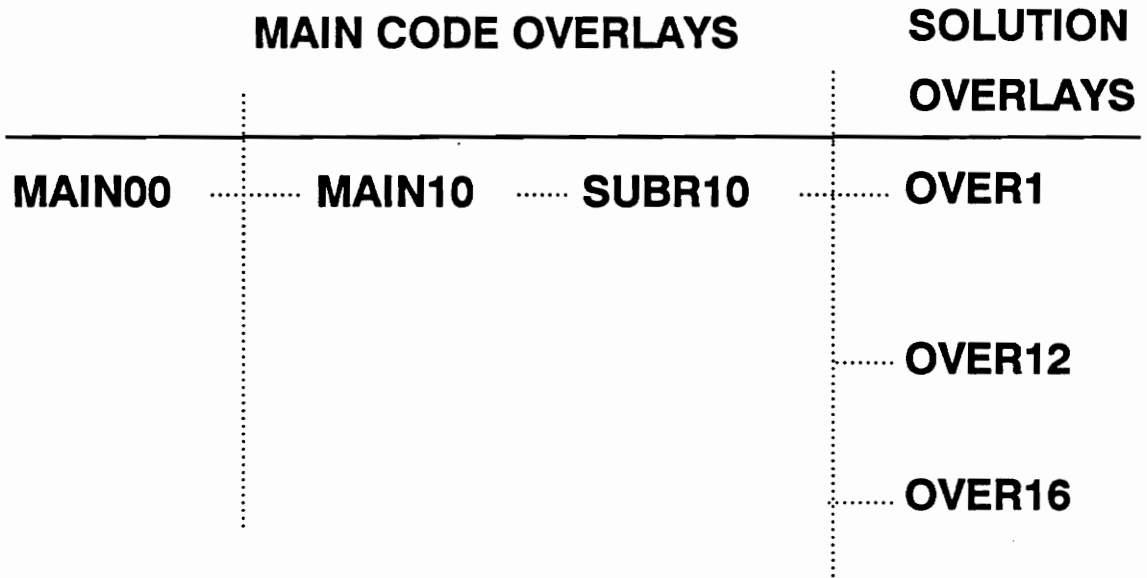 MAIN CODE OVERLAYS
SOLUTION
OVERLAYS
MAIN00 MAIN10 SUBR10 OVER1
OVER12
OVER16